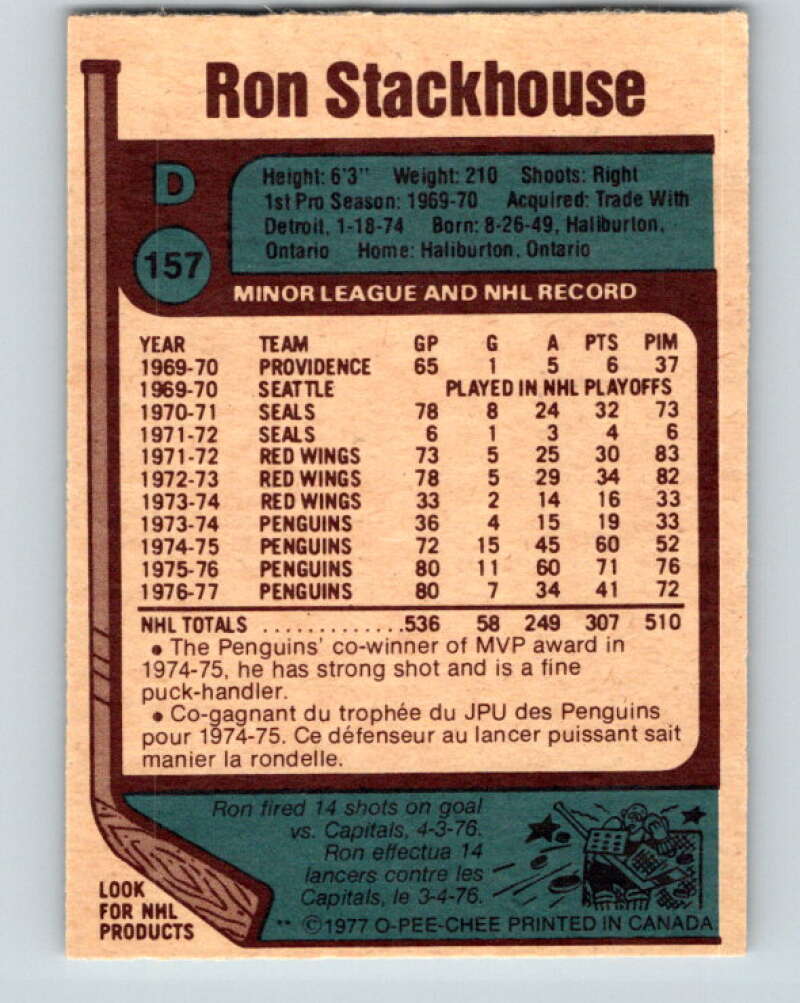 Ron Stackhouse
D
157
Height: 6'3" Weight: 210 Shoots: Right
1st Pro Season: 1969-70 Acquired: Trade With
Detroit, 1-18-74 Born: 8-26-49, Haliburton,
Ontario Home: Haliburton, Ontario
MINOR LEAGUE AND NHL RECORD
YEAR TEAM GP G A PTS PIM
1969-70 PROVIDENCE 65 1 5 6 37
1969-70 SEATTLE PLAYED IN NHL PLAYOFFS
1970-71 SEALS 78 8 24 32 73
1971-72 SEALS 6 1 3 4 6
1971-72 RED WINGS 73 5 25 30 83
1972-73 RED WINGS 78 5 29 34 82
1973-74 RED WINGS 33 2 14 16 33
1973-74 PENGUINS 36 4 15 19 33
1974-75 PENGUINS 72 15 45 60 52
1975-76 PENGUINS 80 11 60 71 76
1976-77 PENGUINS 80 7 34 41 72
NHL TOTALS .............536 58 249 307 510
• The Penguins' co-winner of MVP award in
1974-75, he has strong shot and is a fine
puck-handler.
• Co-gagnant du trophée du JPU des Penguins
pour 1974-75. Ce défenseur au lancer puissant sait
manier la rondelle.
Ron fired 14 shots on goal
vs. Capitals, 4-3-76.
Ron effectua 14
lancers contre les
Capitals, le 3-4-76.
LOOK
FOR NHL
PRODUCTS
** ©1977 O-PEE-CHEE PRINTED IN CANADA